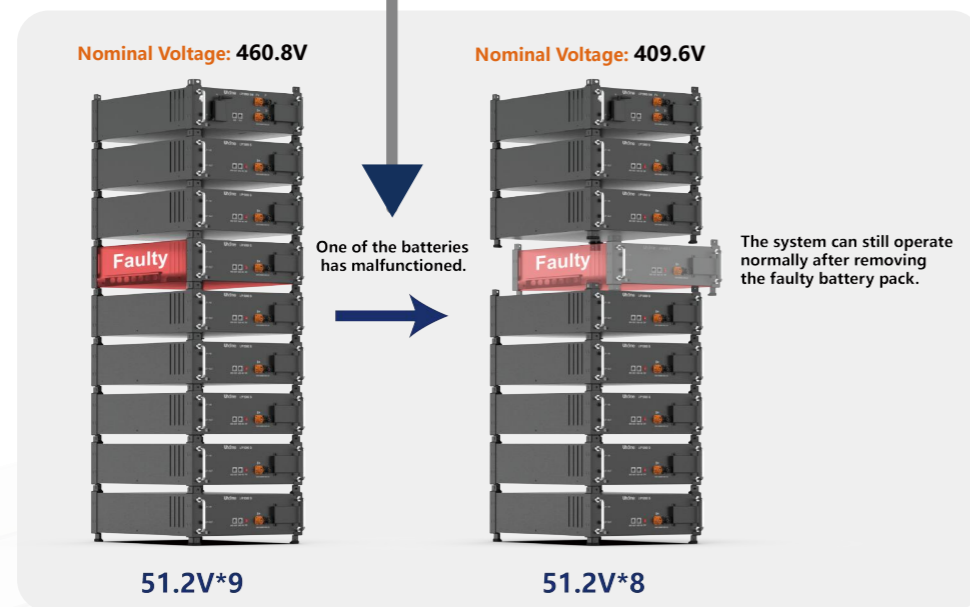 Nominal Voltage: 460.8V
Nominal Voltage: 409.6V
Faulty
One of the batteries
has malfunctioned.
Faulty
The system can still operate
normally after removing
the faulty battery pack.
51.2V*9
51.2V*8